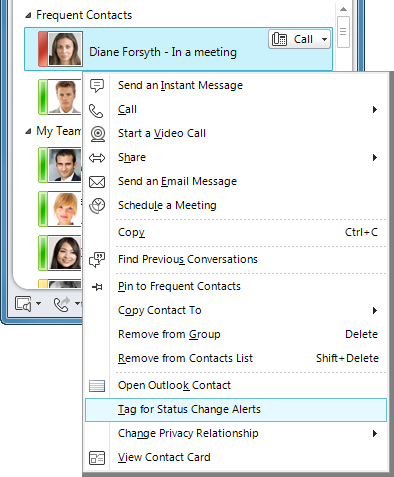 Frequent Contacts
Diane Forsyth - In a meeting
Call
Send an Instant Message
Call
Start a Video Call
My Team
Share
Send an Email Message
Schedule a Meeting
Copy Ctrl+C
Find Previous Conversations
Pin to Frequent Contacts
Copy Contact To
Remove from Group Delete
Remove from Contacts List Shift+Delete
Open Outlook Contact
Tag for Status Change Alerts
Change Privacy Relationship
View Contact Card